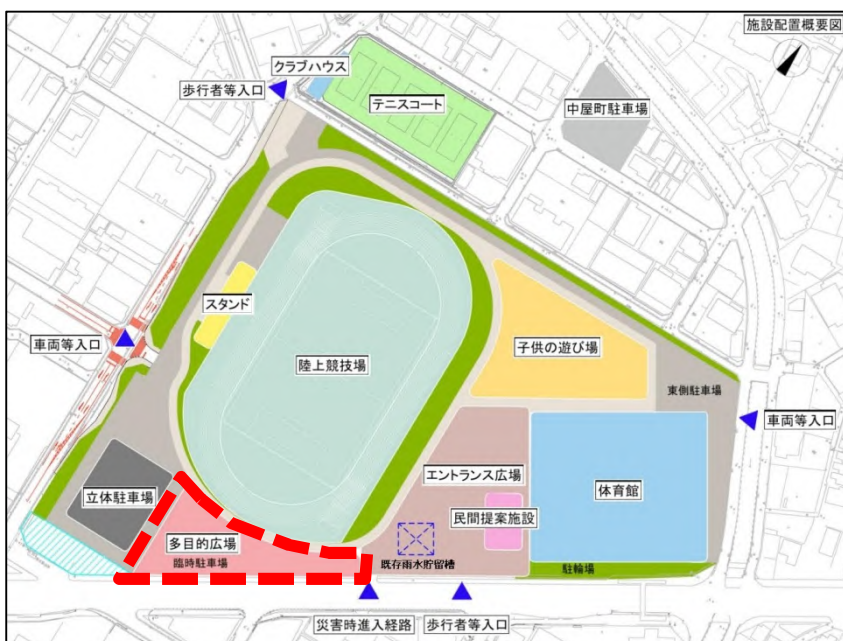 施設配置概要図
クラブハウス
歩行者等入口
テニスコート
中屋町駐車場
スタンド
車両等入口
陸上競技場
子供の遊び場
東側駐車場
車両等入口
エントランス広場
立体駐車場
民間提案施設
体育館
多目的広場
臨時駐車場
既存雨水貯留槽
駐輪場
災害時進入経路
歩行者等入口